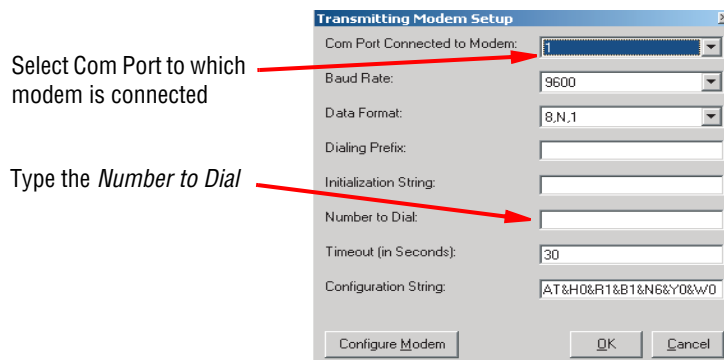 Transmitting Modem Setup
Com Port Connected to Modem:
1
Select Com Port to which
modem is connected
Baud Rate:
9600
Data Format:
8,N,1
Dialing Prefix:
Type the Number to Dial
Initialization String:
Number to Dial:
Timeout (in Seconds):
30
Configuration String:
AT&H0&R1&B1&N6&Y0&W0
Configure Modem
OK
Cancel